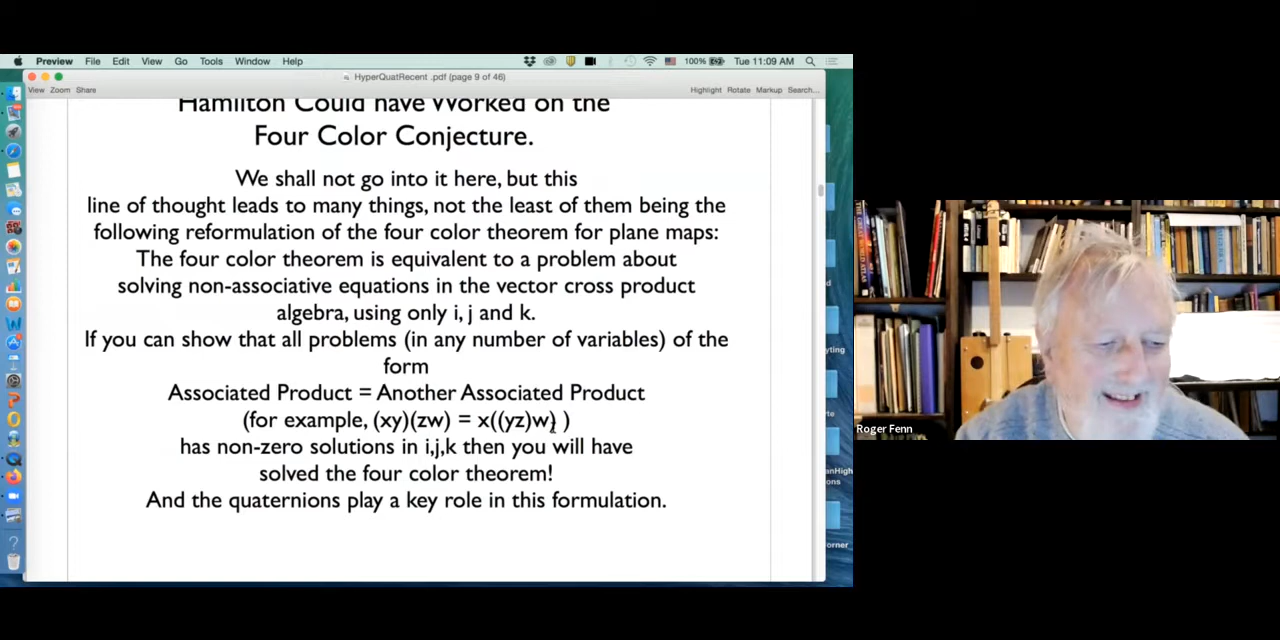 Preview File Edit View Go Tools Window Help 100% Tue 11:09 AM
HyperQuatRecent .pdf (page 9 of 46)
View Zoom Share Highlight Rotate Markup Search...
Hamilton Could have Worked on the
Four Color Conjecture.
We shall not go into it here, but this
line of thought leads to many things, not the least of them being the
following reformulation of the four color theorem for plane maps:
The four color theorem is equivalent to a problem about
solving non-associative equations in the vector cross product
algebra, using only i, j and k.
If you can show that all problems (in any number of variables) of the
form
Associated Product = Another Associated Product
(for example, (xy)(zw) = x((yz)w) )
has non-zero solutions in i,j,k then you will have
solved the four color theorem!
And the quaternions play a key role in this formulation.
Roger Fenn